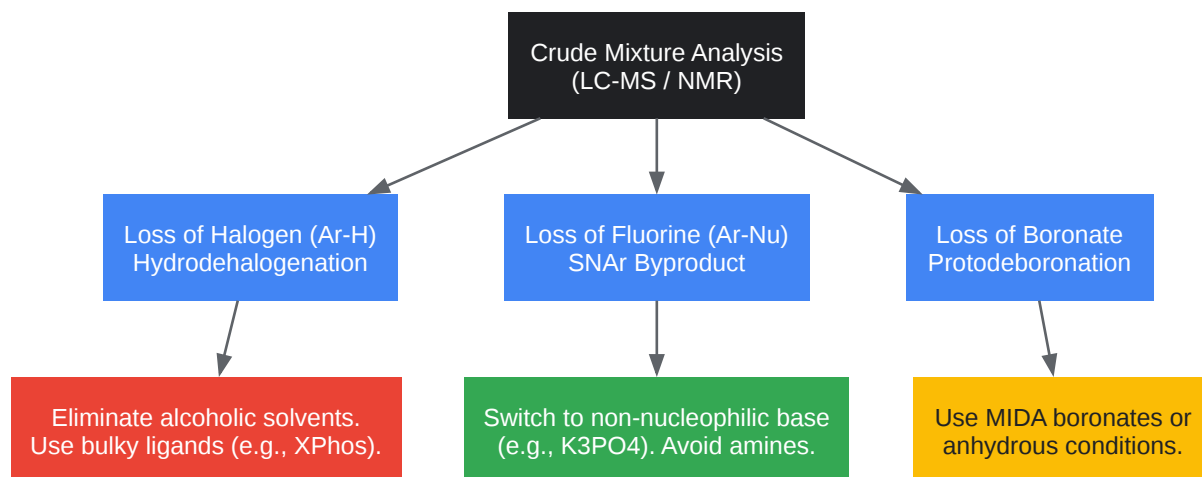 Crude Mixture Analysis
(LC-MS / NMR)
Loss of Halogen (Ar-H)
Hydrodehalogenation
Loss of Fluorine (Ar-Nu)
SNAr Byproduct
Loss of Boronate
Protodeboronation
Eliminate alcoholic solvents.
Use bulky ligands (e.g., XPhos).
Switch to non-nucleophilic base
(e.g., K3PO4). Avoid amines.
Use MIDA boronates or
anhydrous conditions.